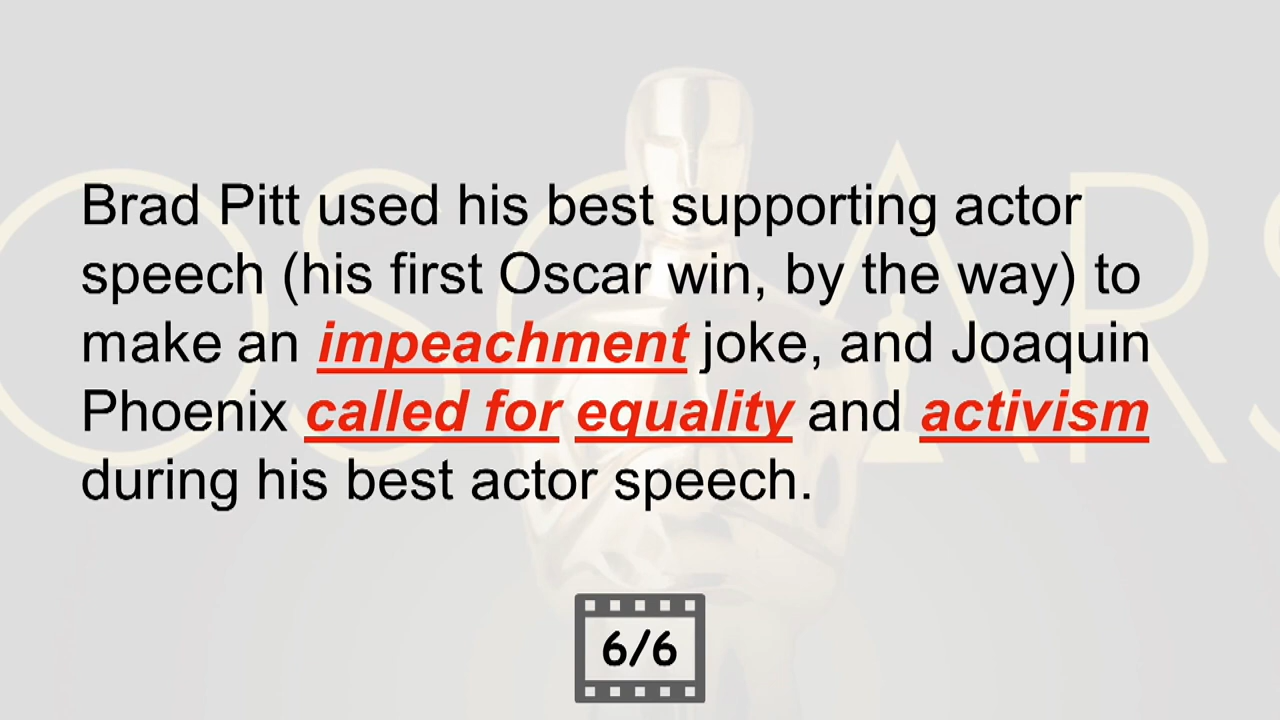 OSCARS
Brad Pitt used his best supporting actor
speech (his first Oscar win, by the way) to
make an impeachment joke, and Joaquin
Phoenix called for equality and activism
during his best actor speech.
6/6